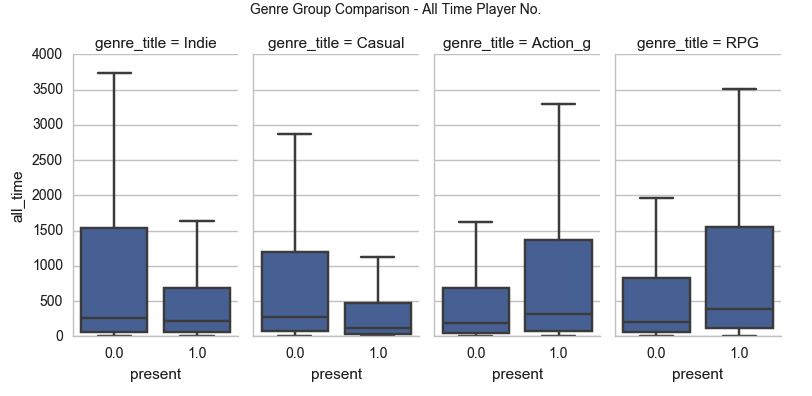 Genre Group Comparison - All Time Player No.
genre_title = Indie
genre_title = Casual
genre_title = Action_g
genre_title = RPG
4000
3500
3000
2500
2000
1500
1000
500
0
all_time
0.0 1.0
0.0 1.0
0.0 1.0
0.0 1.0
present
present
present
present